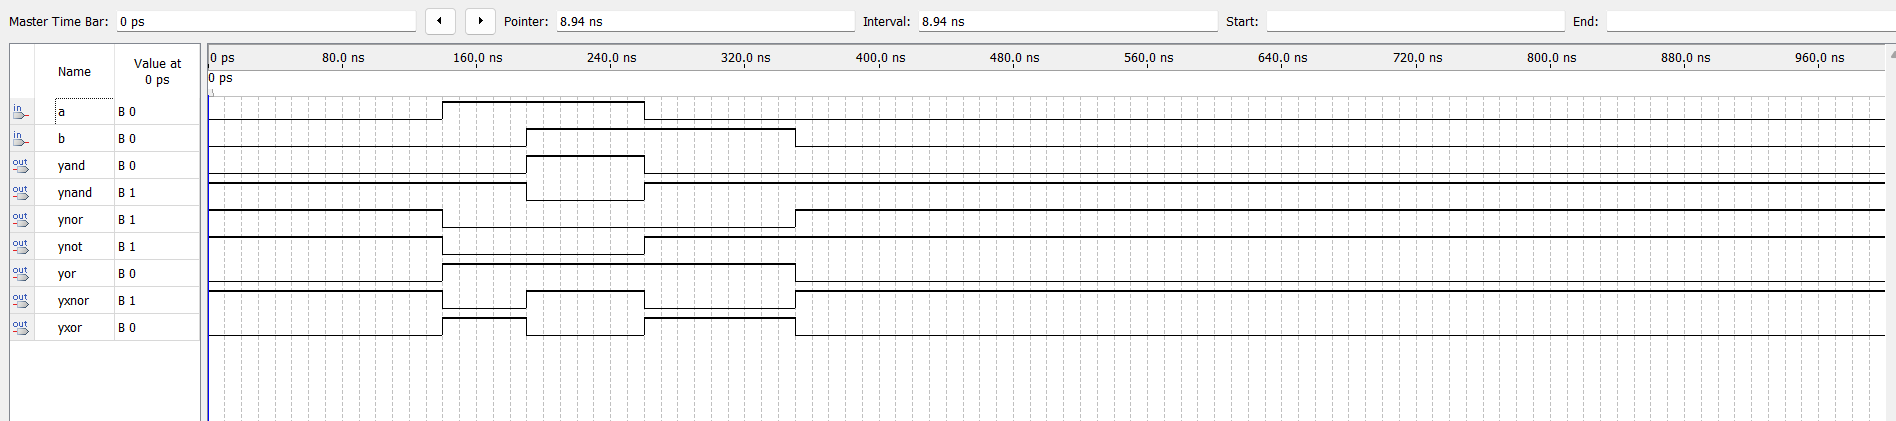 Master Time Bar: 0 ps Pointer: 8.94 ns Interval: 8.94 ns Start: End:
Name Value at 0 ps
0 ps 80.0 ns 160.0 ns 240.0 ns 320.0 ns 400.0 ns 480.0 ns 560.0 ns 640.0 ns 720.0 ns 800.0 ns 880.0 ns 960.0 ns
0 ps
in a B 0
in b B 0
out yand B 0
out ynand B 1
out ynor B 1
out ynot B 1
out yor B 0
out yxnor B 1
out yxor B 0